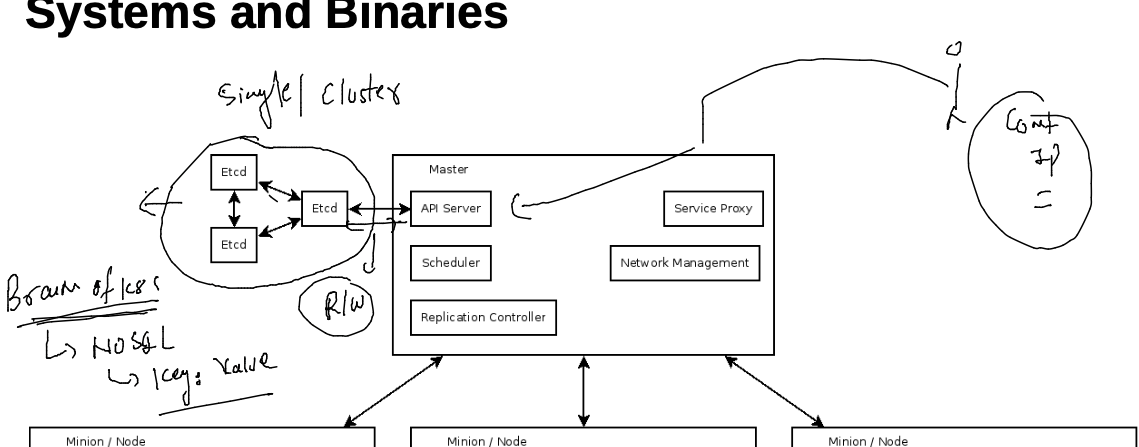 Systems and Binaries
Single/ Cluster
Conf
IP
Master
Etcd
Etcd
API Server
Service Proxy
Etcd
Scheduler
Network Management
Brain of k8s
R/W
Replication Controller
NOSQL
Key: Value
Minion / Node
Minion / Node
Minion / Node